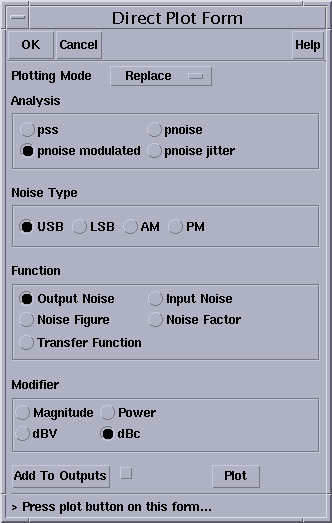 Direct Plot Form
OK Cancel Help
Plotting Mode Replace
Analysis
pss pnoise
pnoise modulated pnoise jitter
Noise Type
USB LSB AM PM
Function
Output Noise Input Noise
Noise Figure Noise Factor
Transfer Function
Modifier
Magnitude Power
dBV dBc
Add To Outputs Plot
> Press plot button on this form...